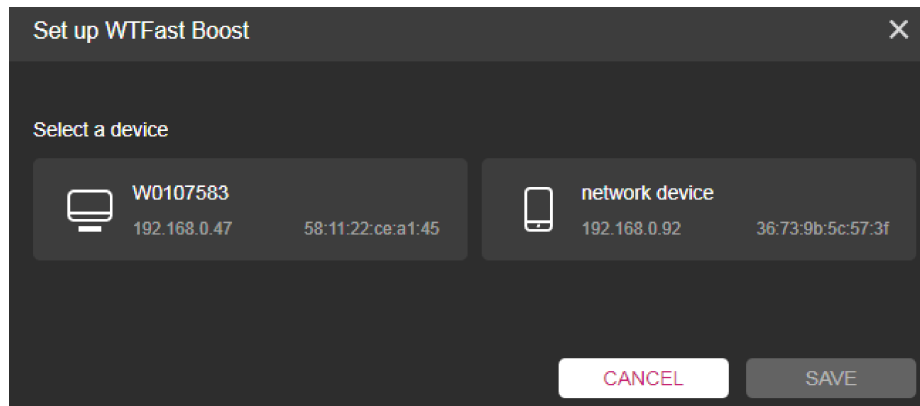 Set up WTFast Boost
Select a device
W0107583
192.168.0.47 58:11:22:ce:a1:45
network device
192.168.0.92 36:73:9b:5c:57:3f
CANCEL SAVE